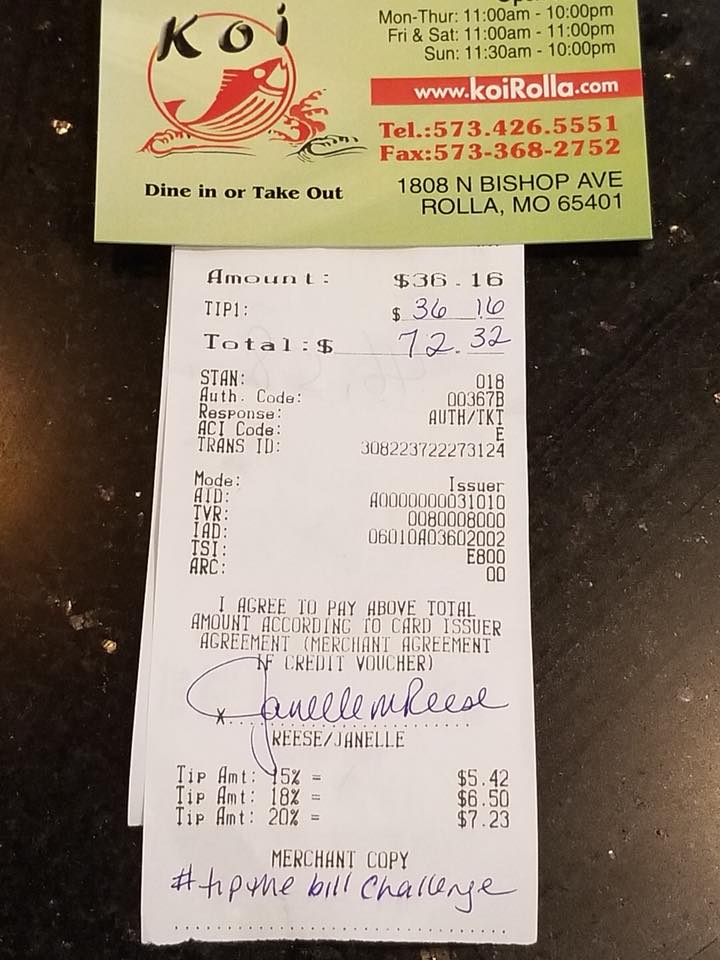 Koi
Mon-Thur: 11:00am - 10:00pm
Fri & Sat: 11:00am - 11:00pm
Sun: 11:30am - 10:00pm
www.koiRolla.com
Tel.:573.426.5551
Fax:573-368-2752
Dine in or Take Out
1808 N BISHOP AVE
ROLLA, MO 65401
Amount: $36.16
TIP1: $ 36 16
Total:$ 72.32
STAN: 018
Auth. Code: 00367B
Response: AUTH/TKT
ACI Code: E
TRANS ID: 308223722273124
Mode: Issuer
AID: A0000000031010
TVR: 0080008000
IAD: 06010A03602002
TSI: E800
ARC: 00
I AGREE TO PAY ABOVE TOTAL
AMOUNT ACCORDING TO CARD ISSUER
AGREEMENT (MERCHANT AGREEMENT
IF CREDIT VOUCHER)
X Janelle M Reese
REESE/JANELLE
Tip Amt: 15% = $5.42
Tip Amt: 18% = $6.50
Tip Amt: 20% = $7.23
MERCHANT COPY
#tipthe bill challenge